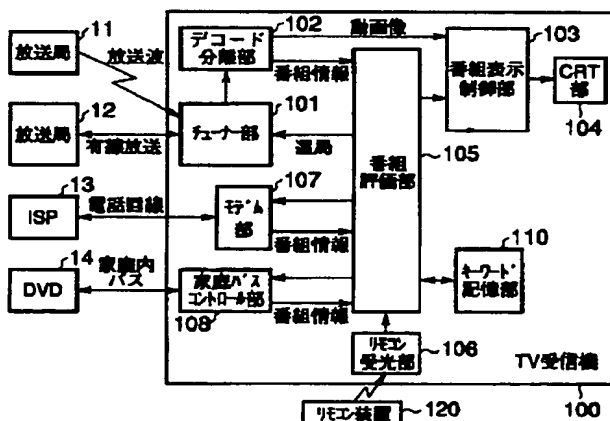 11
放送局
放送波
102
デコード
分離部
動画像
103
番組情報
番組表示
制御部
CRT
部
104
12
放送局
有線放送
101
チューナー部
選局
105
番組
評価部
13
ISP
電話回線
107
モデム
部
番組情報
110
キーワード
記憶部
14
DVD
家庭内
バス
家庭バス
コントロール部
108
番組情報
リモコン
受光部
106
TV受信機
100
リモコン装置
120